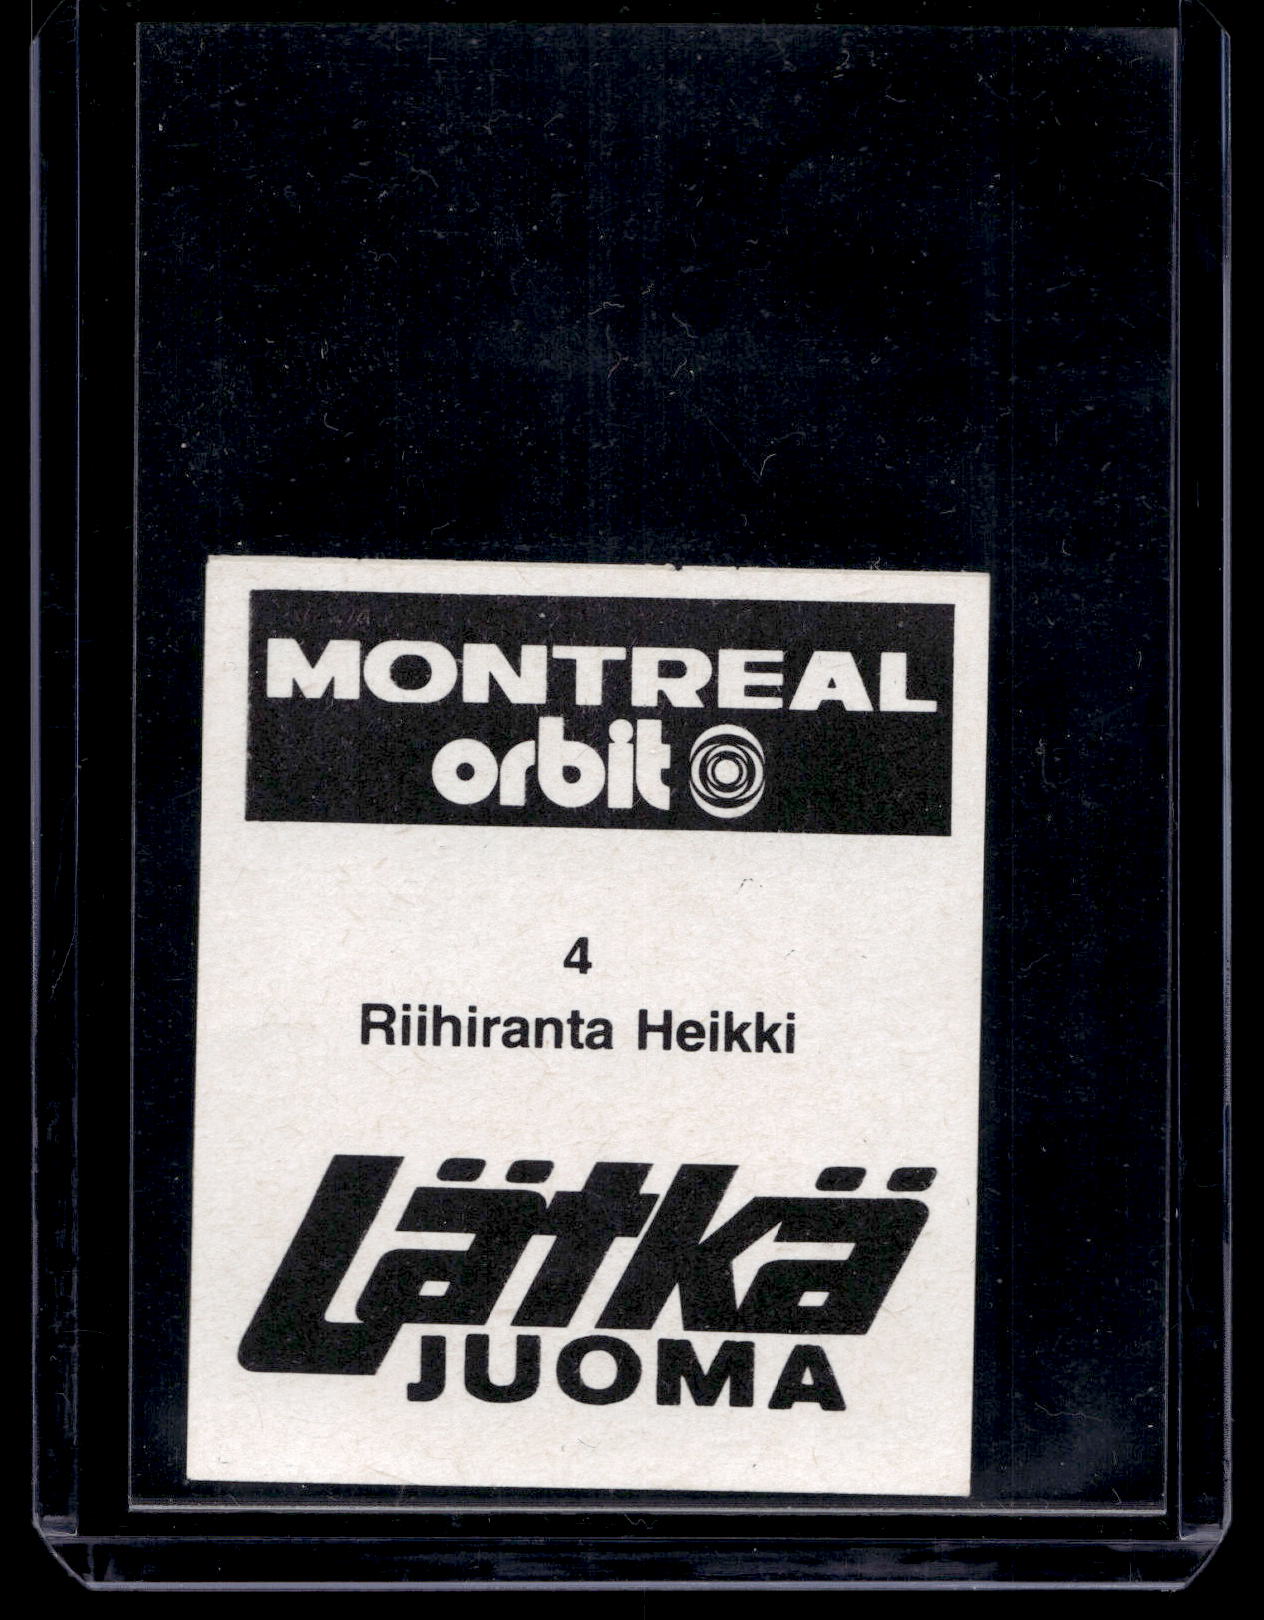 MONTREAL
orbit
4
Riihiranta Heikki
Lätkä
JUOMA